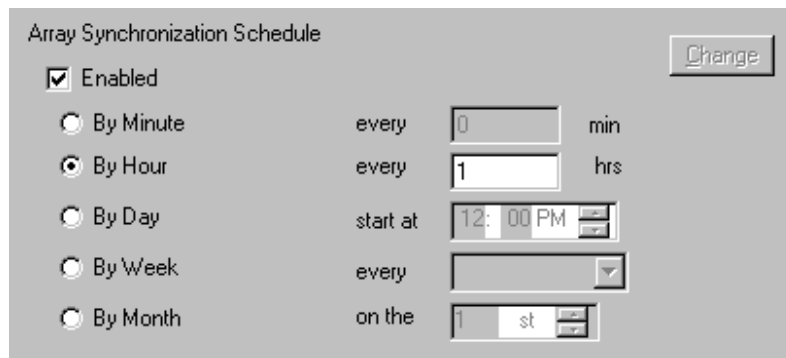 Array Synchronization Schedule
Change
Enabled
By Minute every 0 min
By Hour every 1 hrs
By Day start at 12: 00 PM
By Week every
By Month on the 1 st